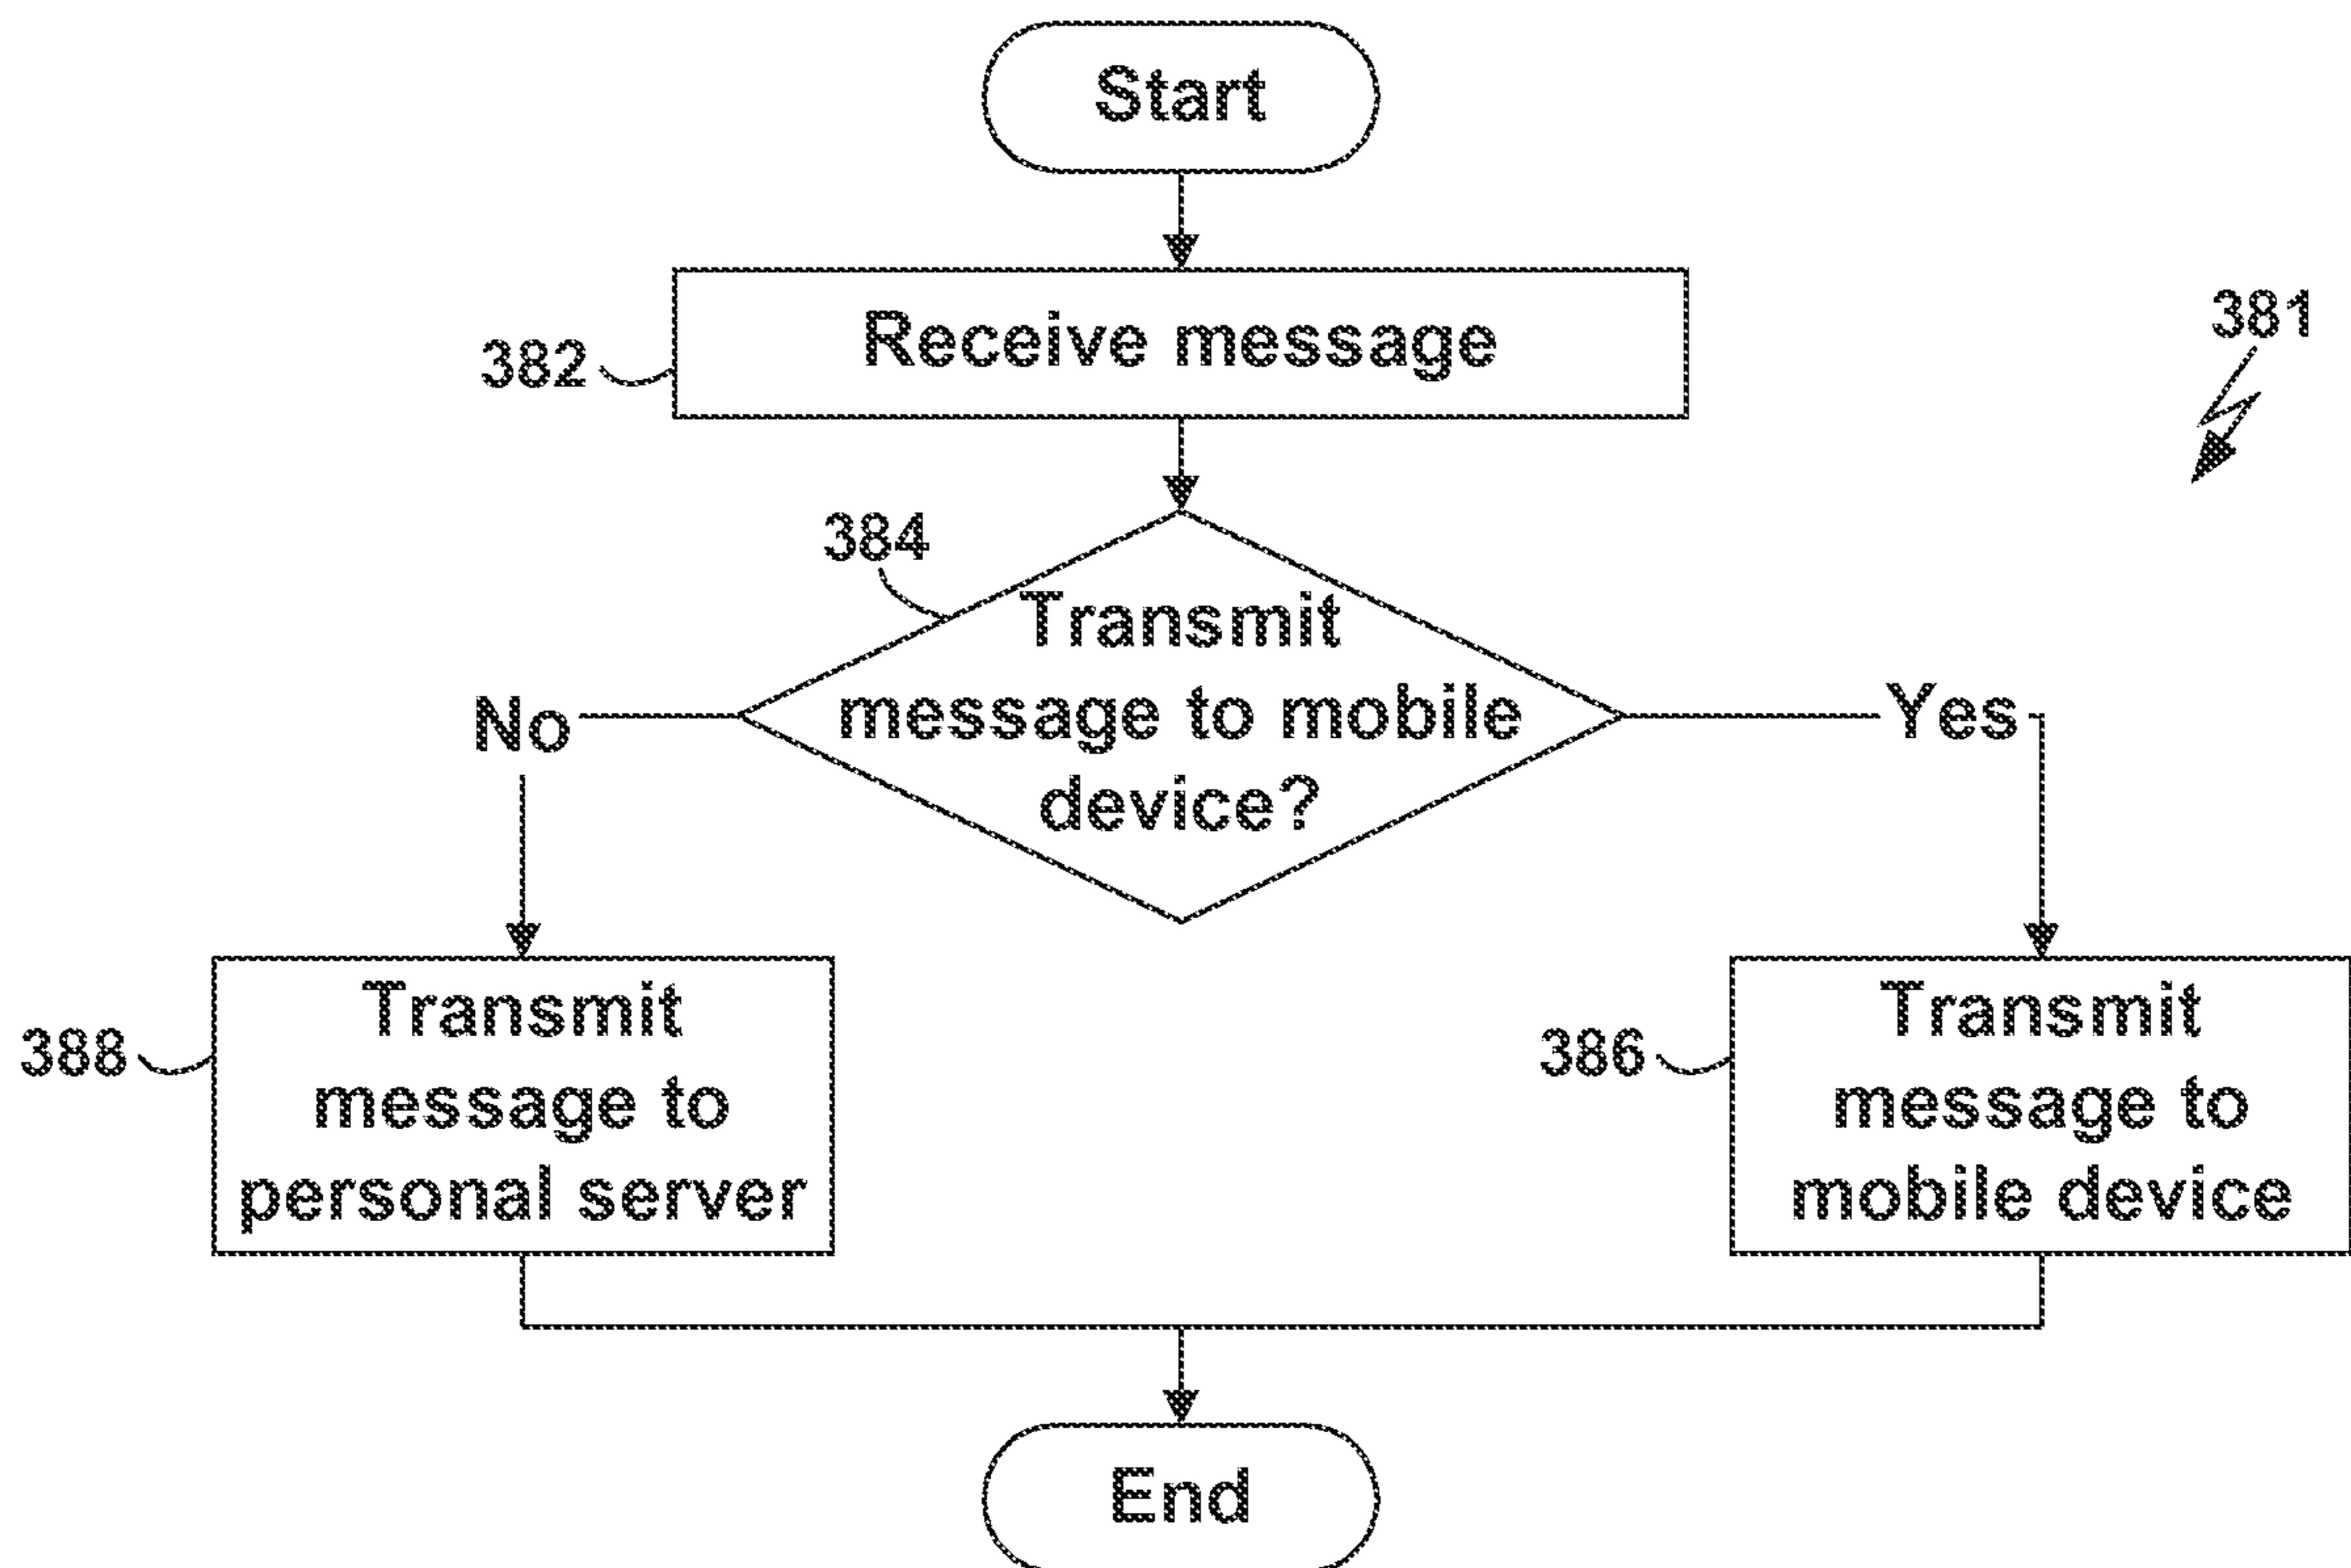 Start
Receive message
382
381
384
Transmit
message to mobile
device?
No
Yes
388
Transmit
message to
personal server
386
Transmit
message to
mobile device
End